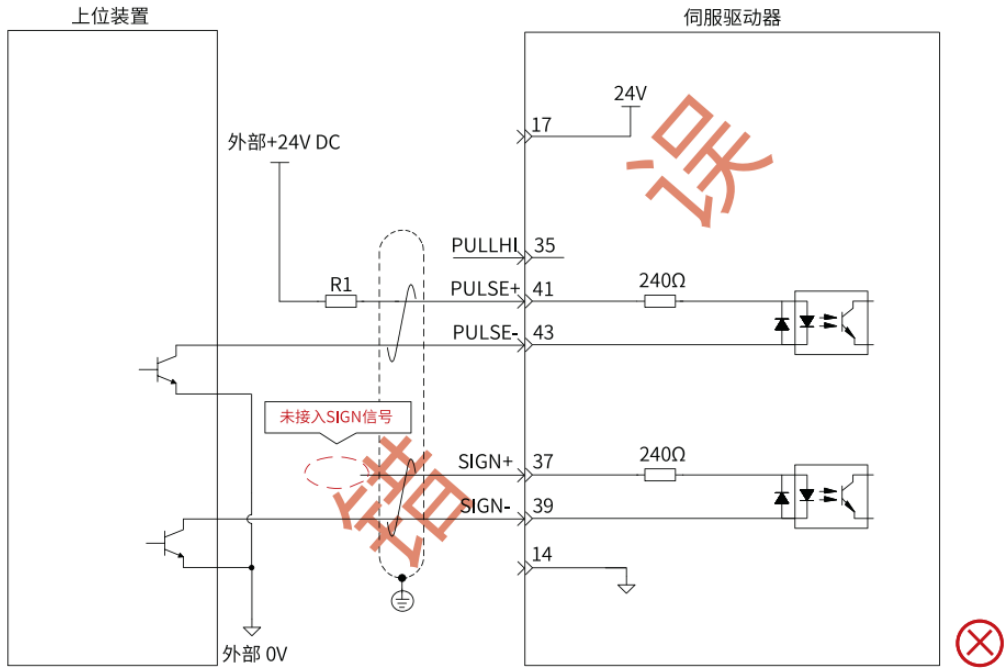 上位装置
伺服驱动器
24V
17
外部+24V DC
PULLHI 35
R1
PULSE+ 41
240Ω
PULSE- 43
未接入SIGN信号
SIGN+ 37
240Ω
SIGN- 39
14
外部 0V
错误